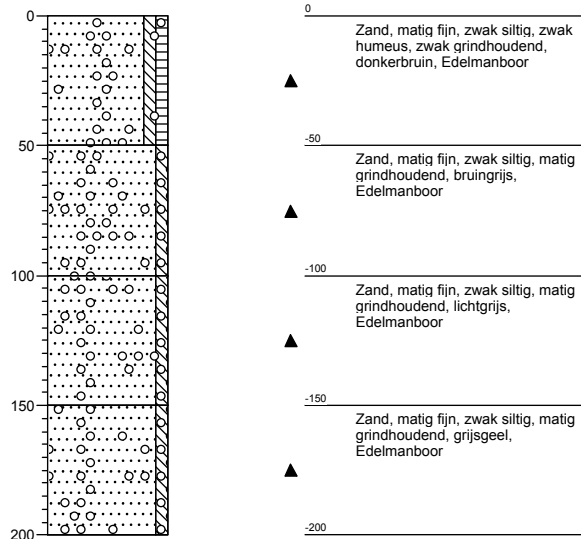 0
50
100
150
200
0
Zand, matig fijn, zwak siltig, zwak
humeus, zwak grindhoudend,
donkerbruin, Edelmanboor
-50
Zand, matig fijn, zwak siltig, matig
grindhoudend, bruingrijs,
Edelmanboor
-100
Zand, matig fijn, zwak siltig, matig
grindhoudend, lichtgrijs,
Edelmanboor
-150
Zand, matig fijn, zwak siltig, matig
grindhoudend, grijsgeel,
Edelmanboor
-200